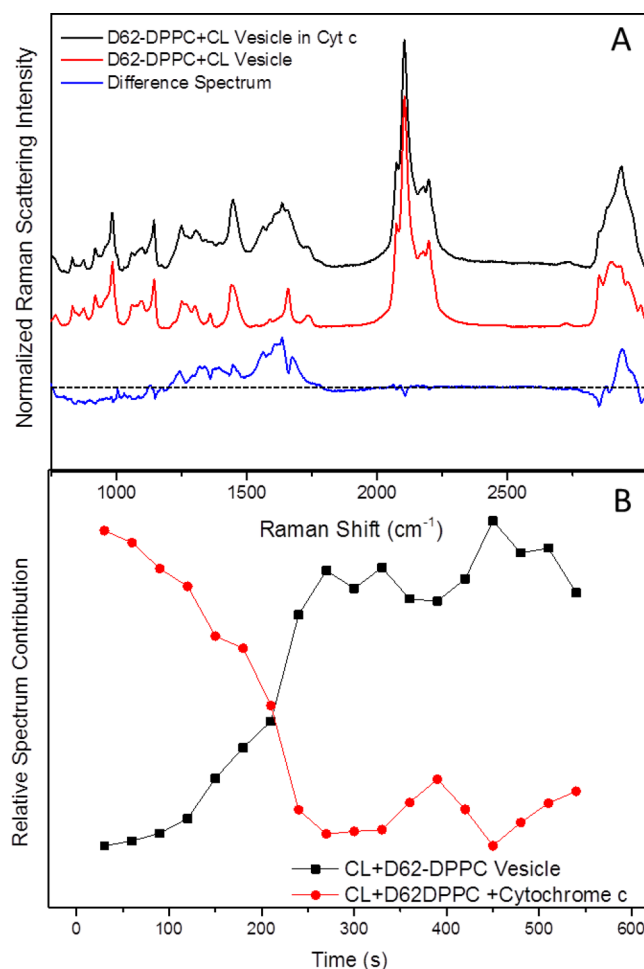 A
D62-DPPC+CL Vesicle in Cyt c
D62-DPPC+CL Vesicle
Difference Spectrum
Normalized Raman Scattering Intensity
1000 1500 2000 2500
Raman Shift (cm⁻¹)
B
Relative Spectrum Contribution
CL+D62-DPPC Vesicle
CL+D62DPPC +Cytochrome c
0 100 200 300 400 500 600
Time (s)